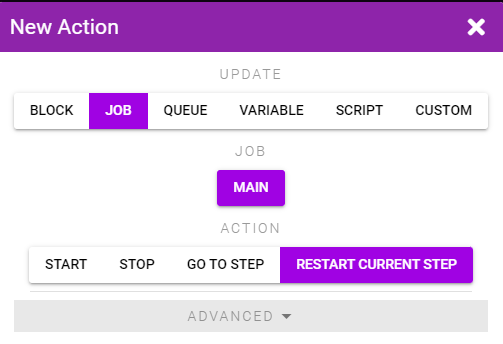 New Action
UPDATE
BLOCK JOB QUEUE VARIABLE SCRIPT CUSTOM
JOB
MAIN
ACTION
START STOP GO TO STEP RESTART CURRENT STEP
ADVANCED